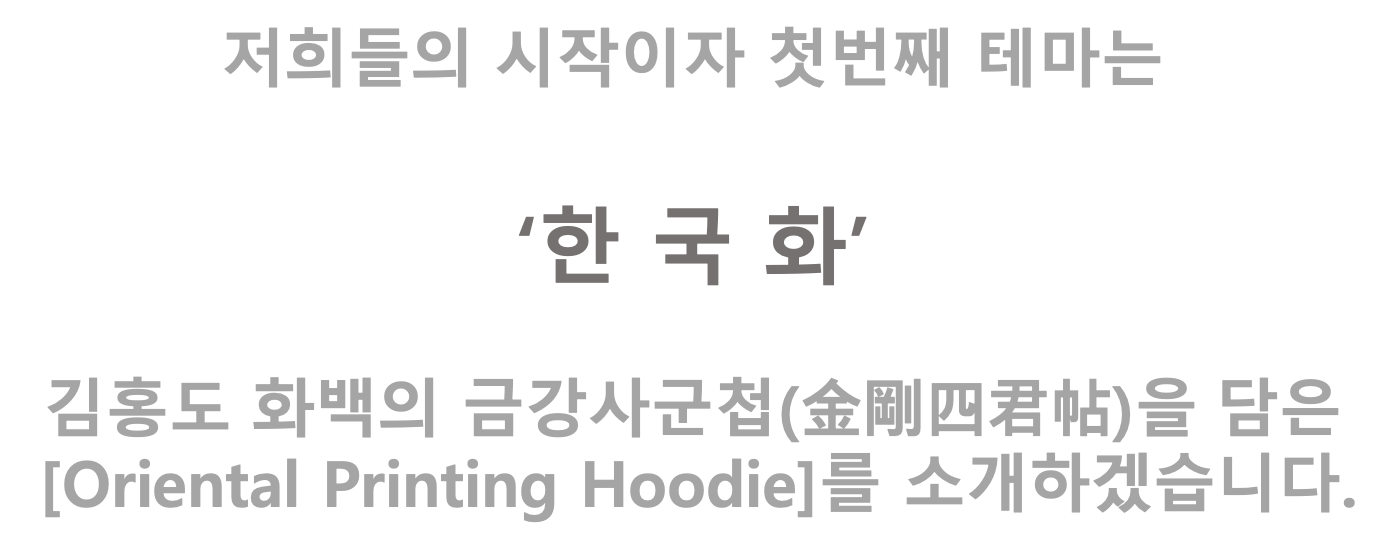 저희들의 시작이자 첫번째 테마는
‘한 국 화’
김홍도 화백의 금강사군첩(金剛四君帖)을 담은
[Oriental Printing Hoodie]를 소개하겠습니다.